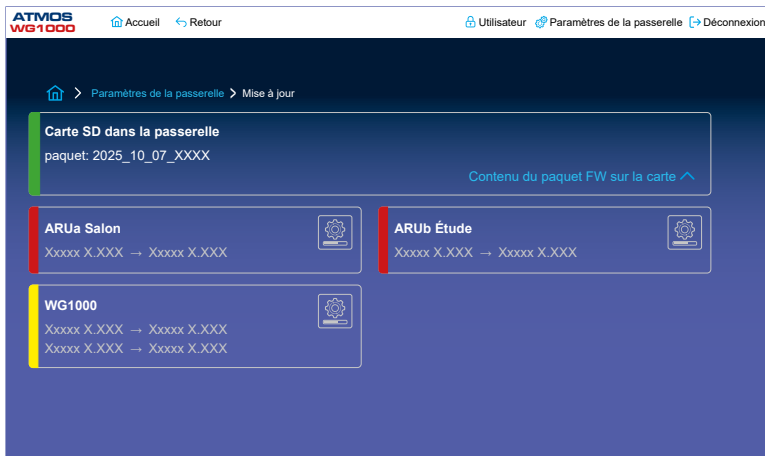 ATMOS
WG1000
Accueil Retour Utilisateur Paramètres de la passerelle Déconnexion
Paramètres de la passerelle Mise à jour
Carte SD dans la passerelle
paquet: 2025_10_07_XXXX
Contenu du paquet FW sur la carte
ARUa Salon
Xxxxx X.XXX → Xxxxx X.XXX
ARUb Étude
Xxxxx X.XXX → Xxxxx X.XXX
WG1000
Xxxxx X.XXX → Xxxxx X.XXX
Xxxxx X.XXX → Xxxxx X.XXX